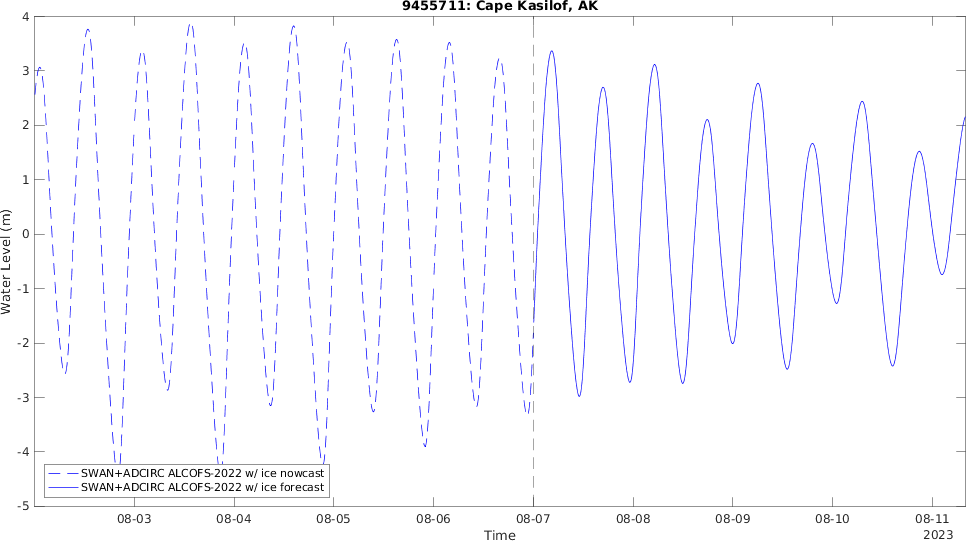 9455711: Cape Kasilof, AK
4
3
2
1
0
-1
-2
-3
-4
-5
Water Level (m)
SWAN+ADCIRC ALCOFS-2022 w/ ice nowcast
SWAN+ADCIRC ALCOFS-2022 w/ ice forecast
08-03 08-04 08-05 08-06 08-07 08-08 08-09 08-10 08-11
2023
Time